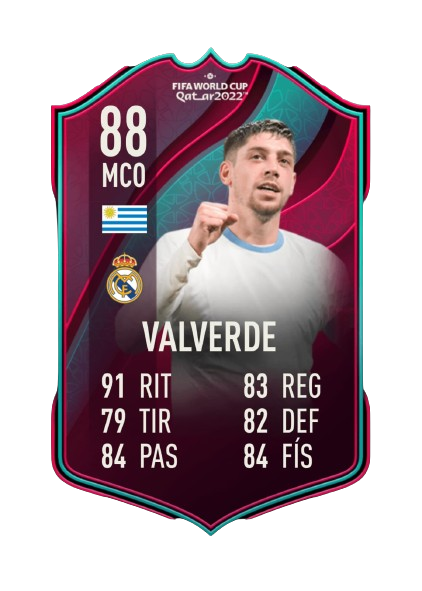 FIFA WORLD CUP
Qatar2022
88
MCO
VALVERDE
91 RIT 83 REG
79 TIR 82 DEF
84 PAS 84 FÍS